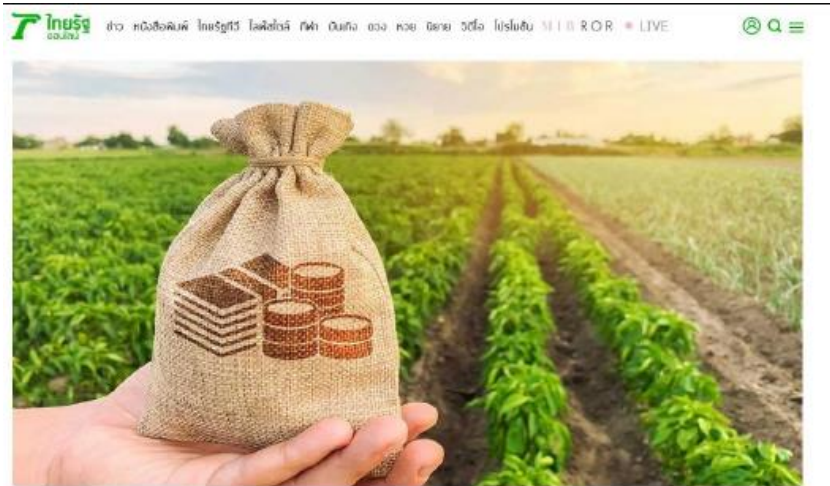 ไทยรัฐ
ออนไลน์
ข่าว หนังสือพิมพ์ ไทยรัฐทีวี ไลฟ์สไตล์ กีฬา บันเทิง ดวง หวย นิยาย วิดีโอ โปรโมชั่น MIRROR LIVE